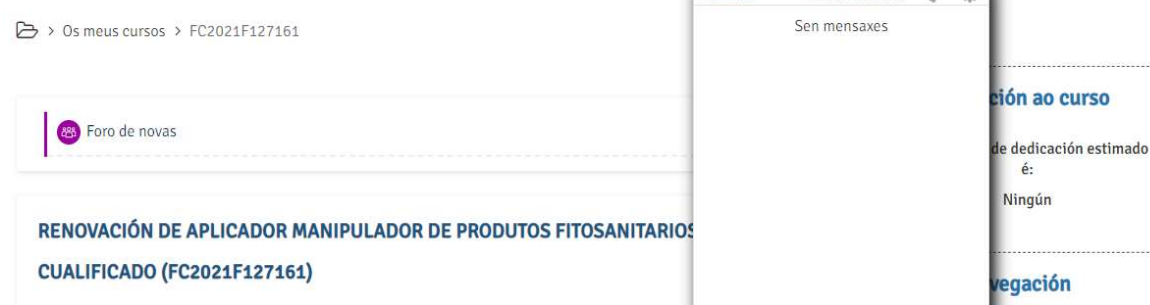 > Os meus cursos > FC2021F127161
Sen mensaxes
ción ao curso
Foro de novas
de dedicación estimado
é:
Ningún
RENOVACIÓN DE APLICADOR MANIPULADOR DE PRODUTOS FITOSANITARIOS
CUALIFICADO (FC2021F127161)
vegación